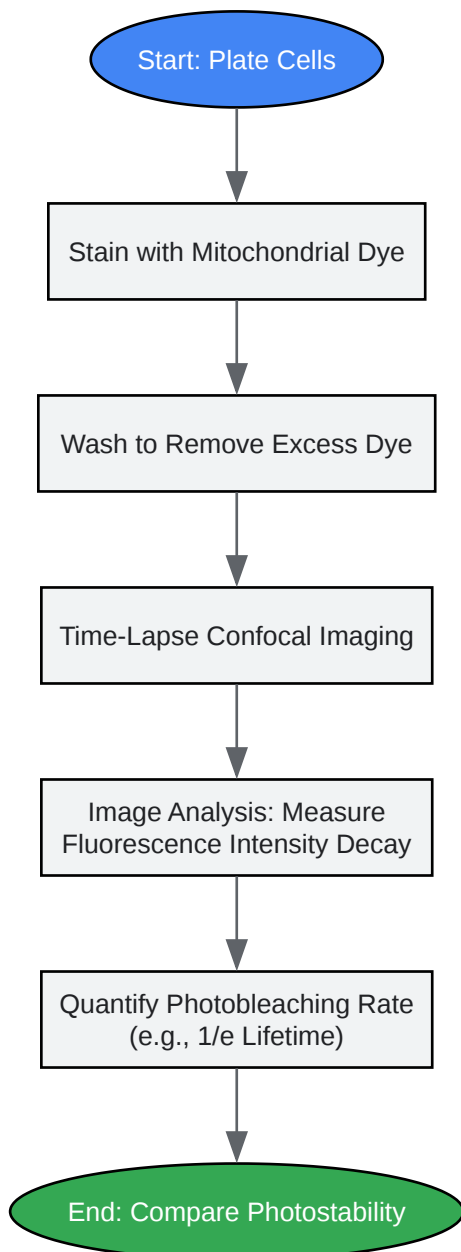 Start: Plate Cells
Stain with Mitochondrial Dye
Wash to Remove Excess Dye
Time-Lapse Confocal Imaging
Image Analysis: Measure
Fluorescence Intensity Decay
Quantify Photobleaching Rate
(e.g., 1/e Lifetime)
End: Compare Photostability